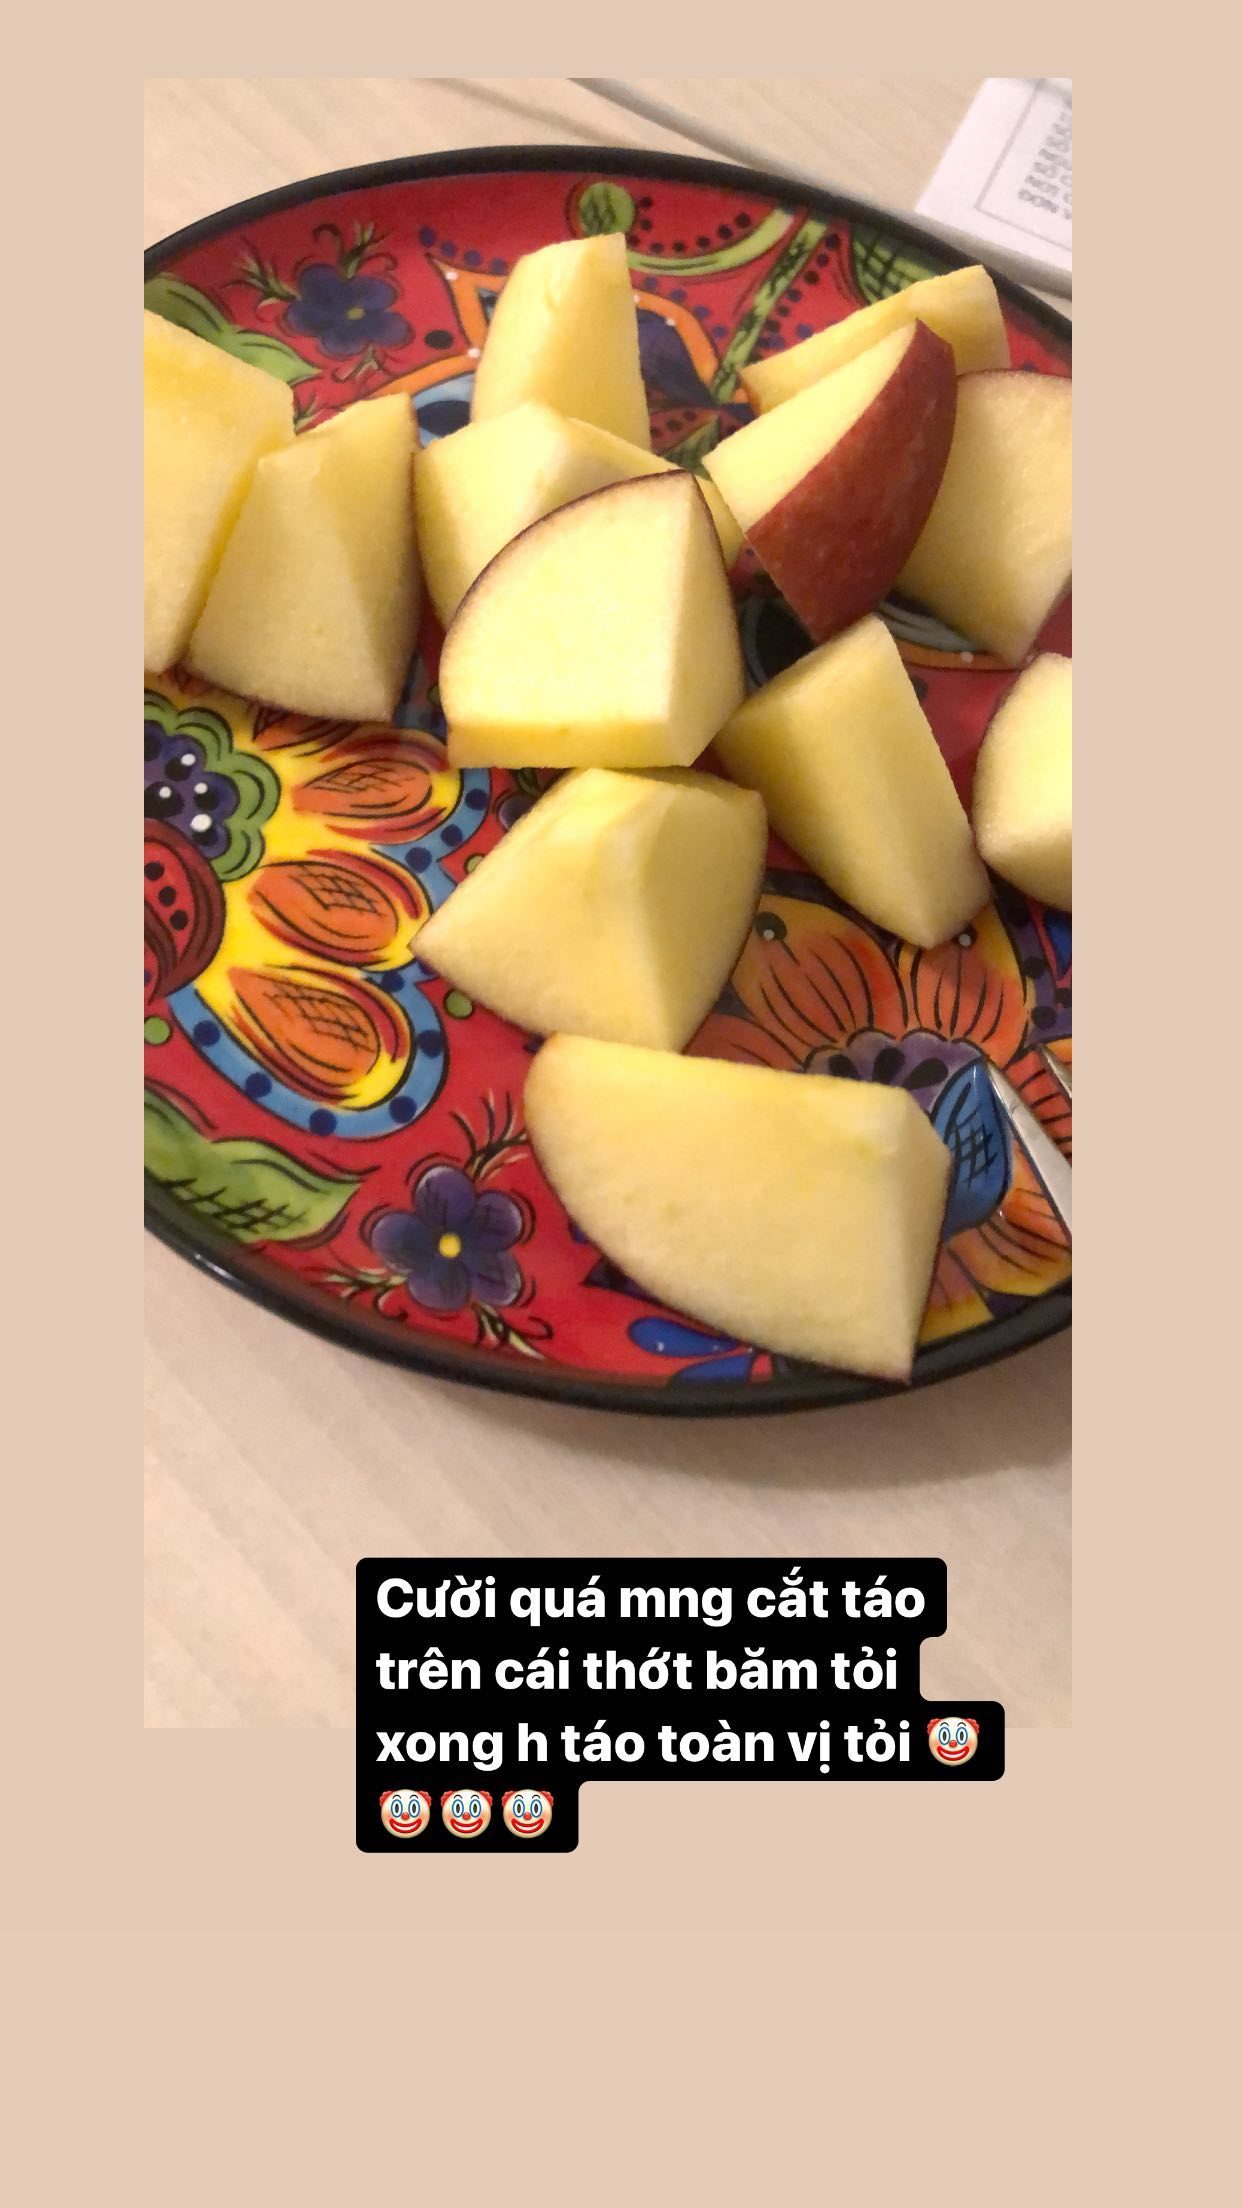 Cười quá mng cắt táo
trên cái thớt băm tỏi
xong h táo toàn vị tỏi 🤡
🤡🤡🤡